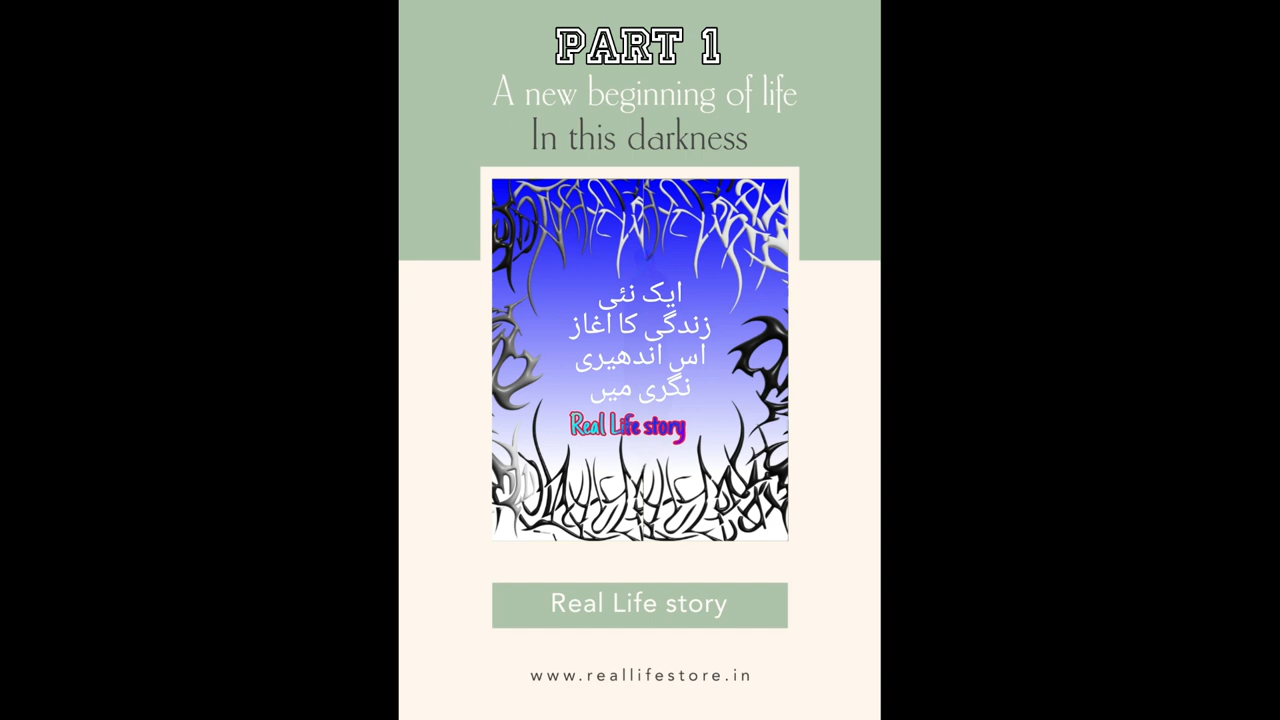 PART 1
A new beginning of life
In this darkness
ایک نئی
زندگی کا اغاز
اس اندھیری
نگری میں
Real Life story
Real Life story
www.reallifestore.in